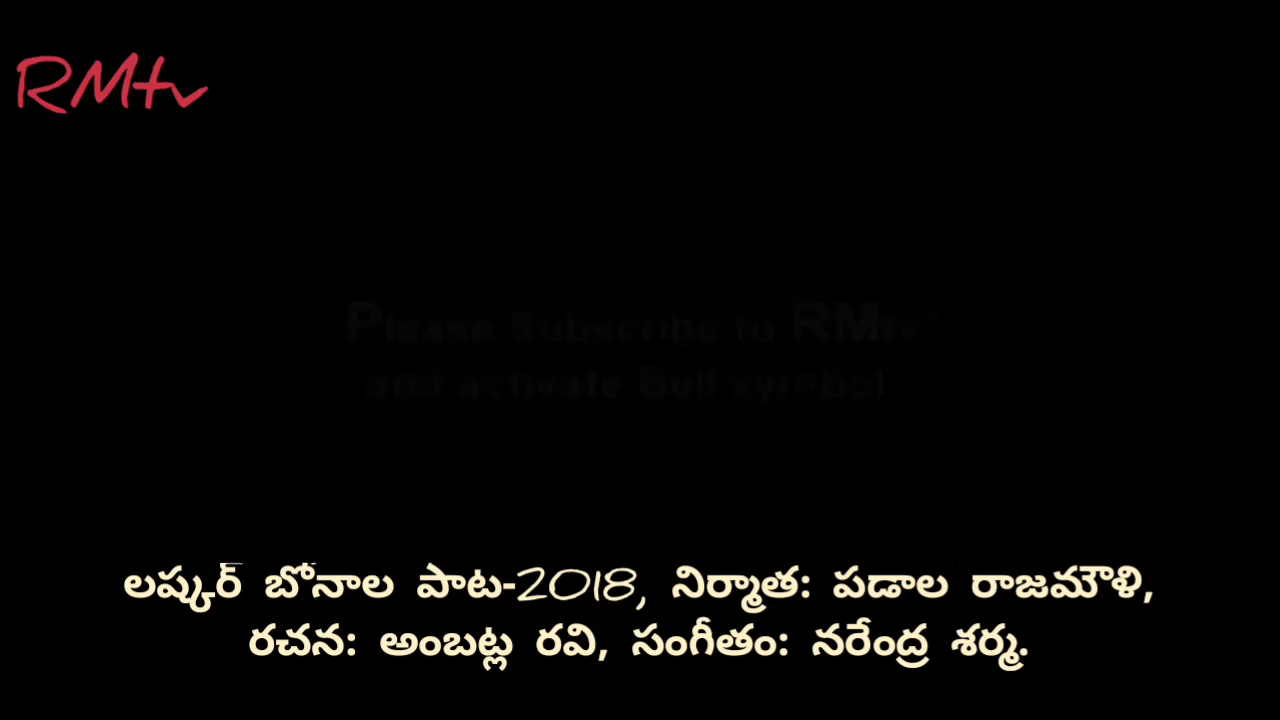 RMtv
Please Subscribe to RMtv
and activate Bell symbol.
లష్కర్ బోనాల పాట-2018, నిర్మాత: పడాల రాజమౌళి,
రచన: అంబట్ల రవి, సంగీతం: నరేంద్ర శర్మ.